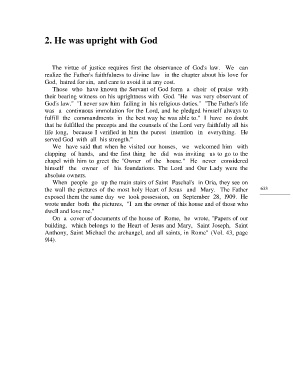 2. He was upright with God
The virtue of justice requires first the observance of God's law. We can
realize the Father's faithfulness to divine law in the chapter about his love for
God, hatred for sin, and care to avoid it at any cost.
Those who have known the Servant of God form a choir of praise with
their bearing witness on his uprightness with God. "He was very observant of
God's law." "I never saw him failing in his religious duties." "The Father's life
was a continuous immolation for the Lord, and he pledged himself always to
fulfill the commandments in the best way he was able to." I have no doubt
that he fulfilled the precepts and the counsels of the Lord very faithfully all his
life long, because I verified in him the purest intention in everything. He
served God with all his strength."
We have said that when he visited our houses, we welcomed him with
clapping of hands, and the first thing he did was inviting us to go to the
chapel with him to greet the "Owner of the house." He never considered
himself the owner of his foundations. The Lord and Our Lady were the
absolute owners.
When people go up the main stairs of Saint Paschal's in Oria, they see on
the wall the pictures of the most holy Heart of Jesus and Mary. The Father
exposed them the same day we took possession, on September 28, 1909. He
wrote under both the pictures, "I am the owner of this house and of those who
dwell and love me."
On a cover of documents of the house of Rome, he wrote, "Papers of our
building, which belongs to the Heart of Jesus and Mary, Saint Joseph, Saint
Anthony, Saint Michael the archangel, and all saints, in Rome" (Vol. 43, page
914).
633